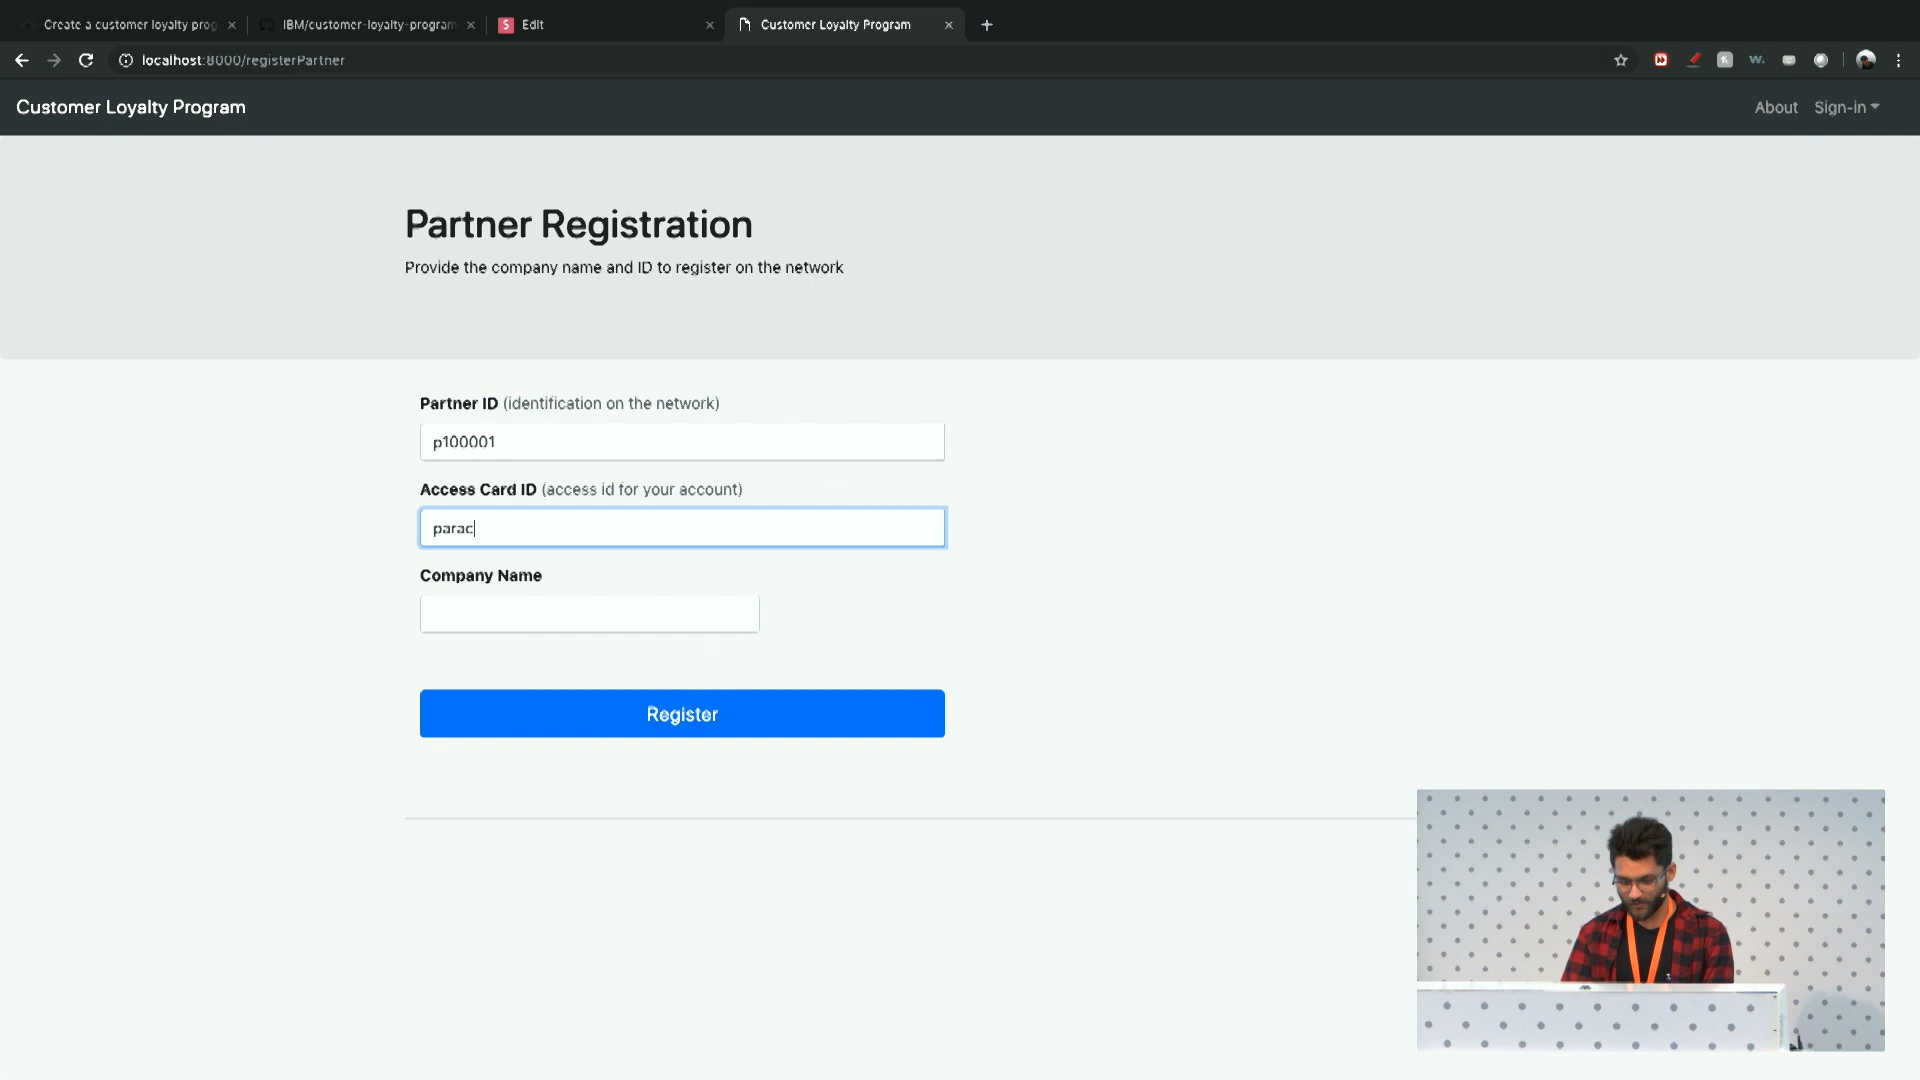 Create a customer loyalty prog
IBM/customer-loyalty-program
S Edit
Customer Loyalty Program
localhost:8000/registerPartner
w.
Customer Loyalty Program
About
Sign-in
Partner Registration
Provide the company name and ID to register on the network
Partner ID (identification on the network)
p100001
Access Card ID (access id for your account)
parac
Company Name
Register